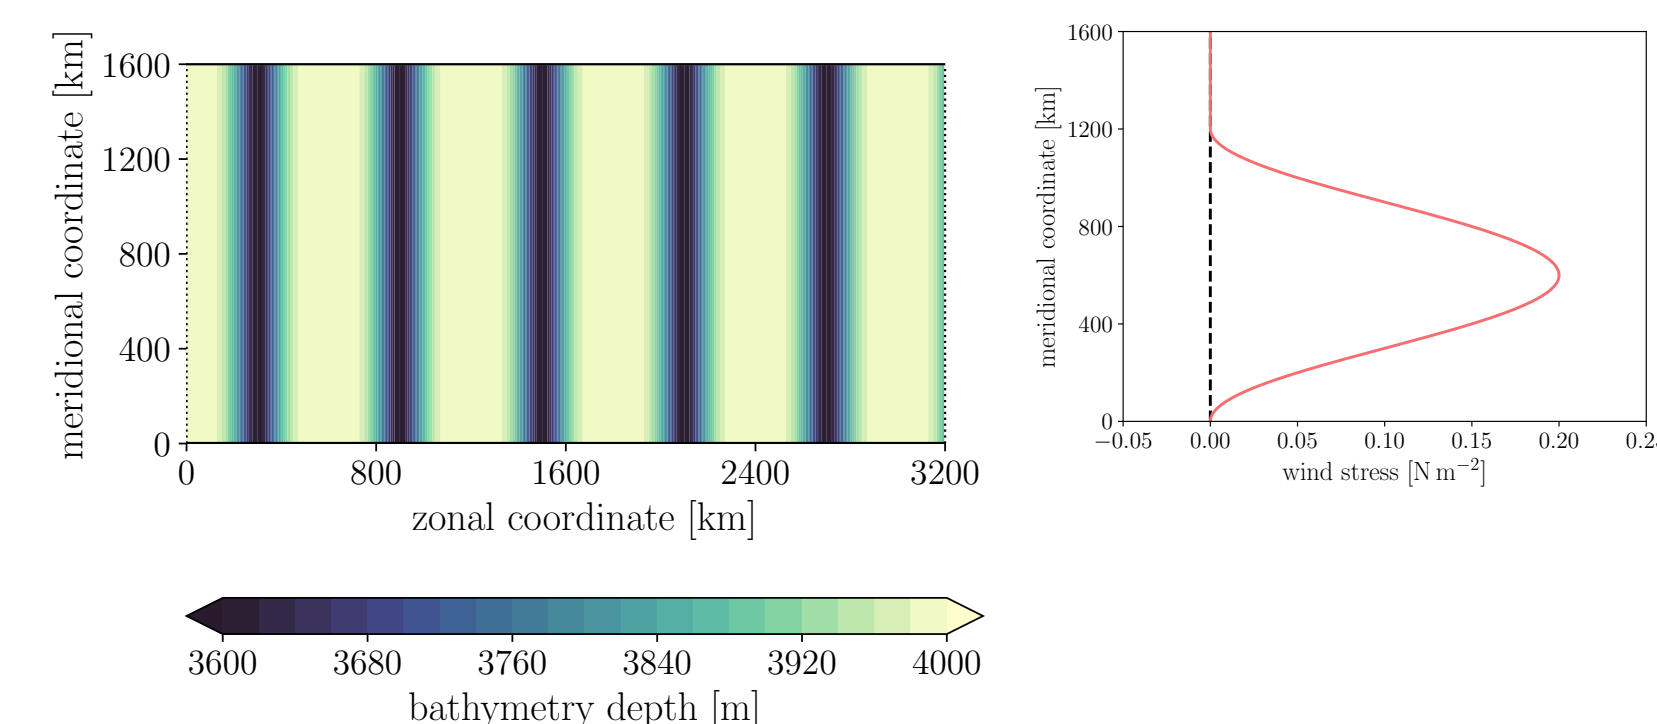 meridional coordinate [km]
1600
1200
800
400
0
0 800 1600 2400 3200
zonal coordinate [km]
3600 3680 3760 3840 3920 4000
bathymetry depth [m]
meridional coordinate [km]
1600
1200
800
400
0
−0.05 0.00 0.05 0.10 0.15 0.20
wind stress [N m−2]